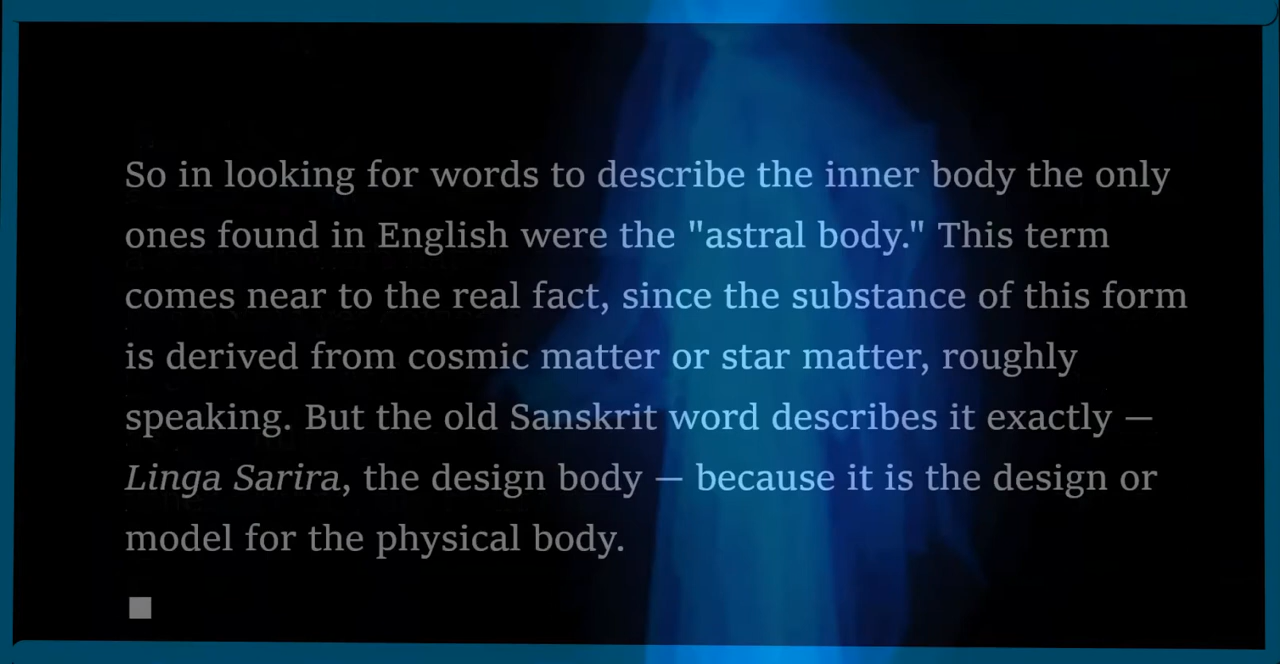 So in looking for words to describe the inner body the only
ones found in English were the "astral body." This term
comes near to the real fact, since the substance of this form
is derived from cosmic matter or star matter, roughly
speaking. But the old Sanskrit word describes it exactly —
Linga Sarira, the design body — because it is the design or
model for the physical body.